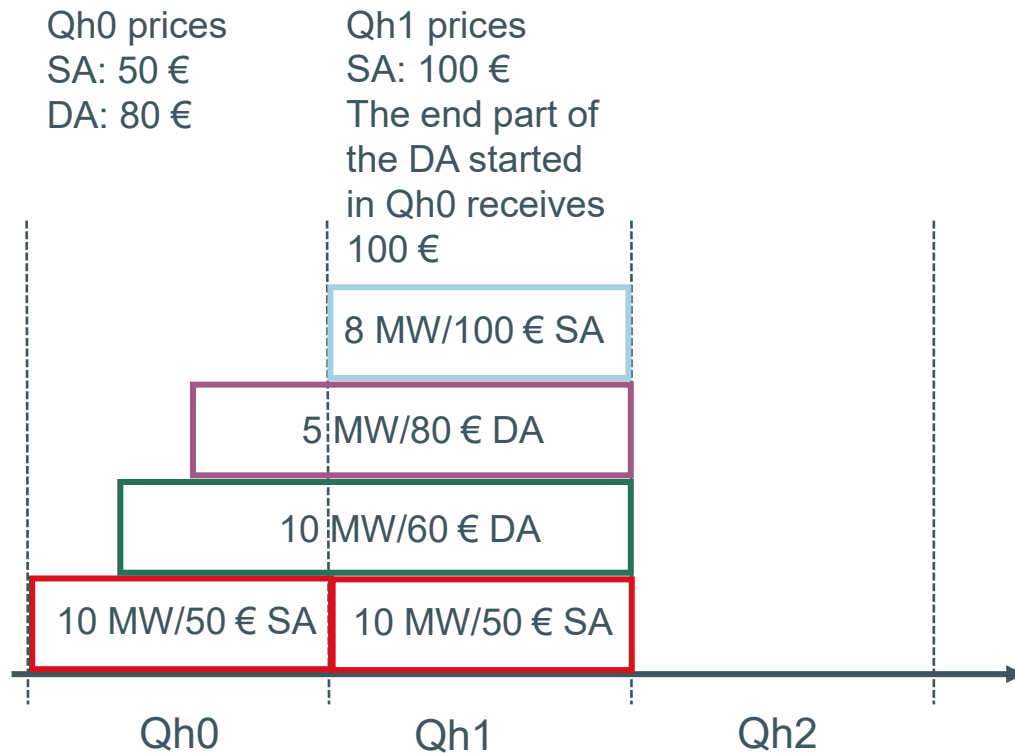 Qh0 prices
SA: 50 €
DA: 80 €
Qh1 prices
SA: 100 €
The end part of
the DA started
in Qh0 receives
100 €
8 MW/100 € SA
5 MW/80 € DA
10 MW/60 € DA
10 MW/50 € SA
10 MW/50 € SA
Qh0
Qh1
Qh2